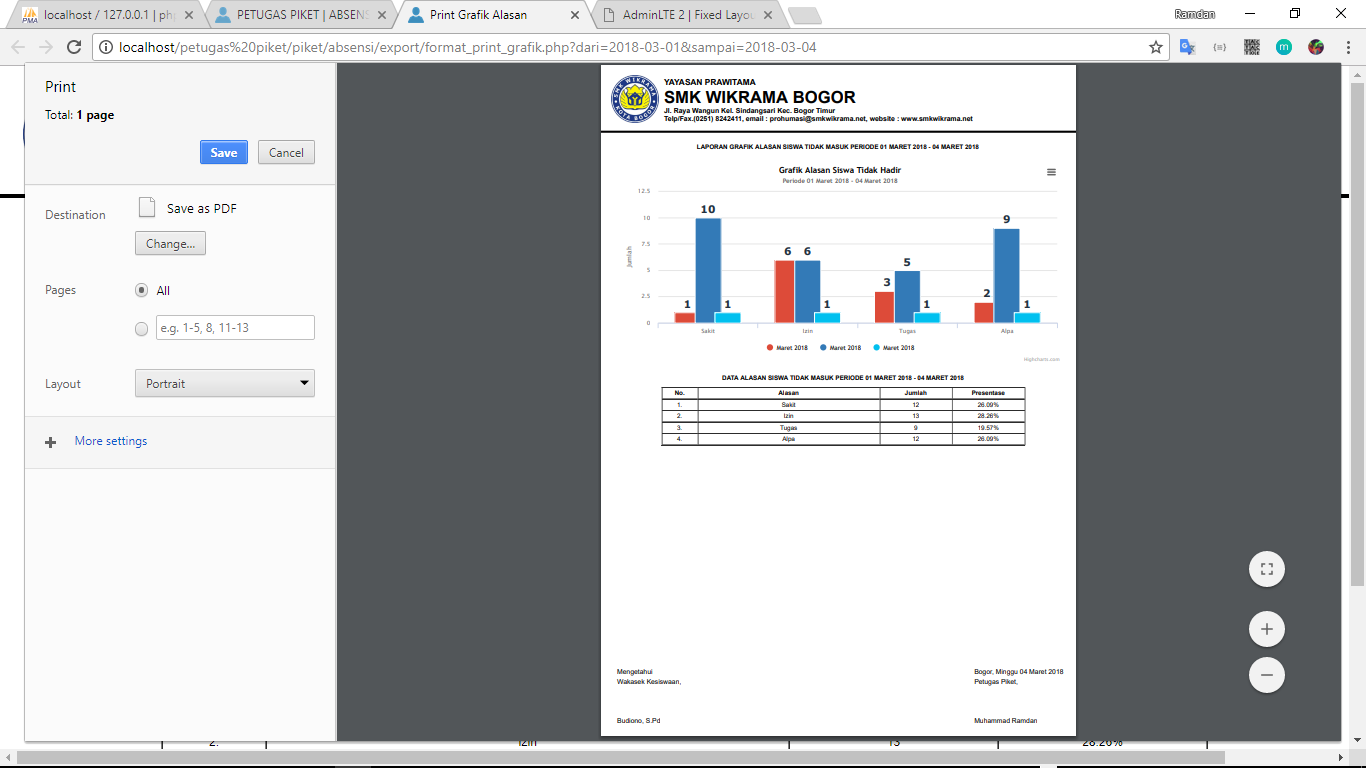 PMA localhost / 127.0.0.1 | ph
PETUGAS PIKET | ABSENS
Print Grafik Alasan
AdminLTE 2 | Fixed Layou
Ramdan
localhost/petugas%20piket/piket/absensi/export/format_print_grafik.php?dari=2018-03-01&sampai=2018-03-04
Print
Total: 1 page
Save
Cancel
Destination
Save as PDF
Change...
Pages
All
e.g. 1-5, 8, 11-13
Layout
Portrait
More settings
SMK WIKRAMA
KOTA BOGOR
YAYASAN PRAWITAMA
SMK WIKRAMA BOGOR
Jl. Raya Wangun Kel. Sindangsari Kec. Bogor Timur
Telp/Fax.(0251) 8242411, email : prohumasi@smkwikrama.net, website : www.smkwikrama.net
LAPORAN GRAFIK ALASAN SISWA TIDAK MASUK PERIODE 01 MARET 2018 - 04 MARET 2018
Grafik Alasan Siswa Tidak Hadir
Periode 01 Maret 2018 - 04 Maret 2018
Jumlah
12.5
10
7.5
5
2.5
0
1 10 1
6 6 1
3 5 1
2 9 1
Sakit Izin Tugas Alpa
Maret 2018 Maret 2018 Maret 2018
Highcharts.com
DATA ALASAN SISWA TIDAK MASUK PERIODE 01 MARET 2018 - 04 MARET 2018
No. Alasan Jumlah Presentase
1. Sakit 12 26.09%
2. Izin 13 28.26%
3. Tugas 9 19.57%
4. Alpa 12 26.09%
Mengetahui
Wakasek Kesiswaan,
Budiono, S.Pd
Bogor, Minggu 04 Maret 2018
Petugas Piket,
Muhammad Ramdan
2. Izin 13 28.26%